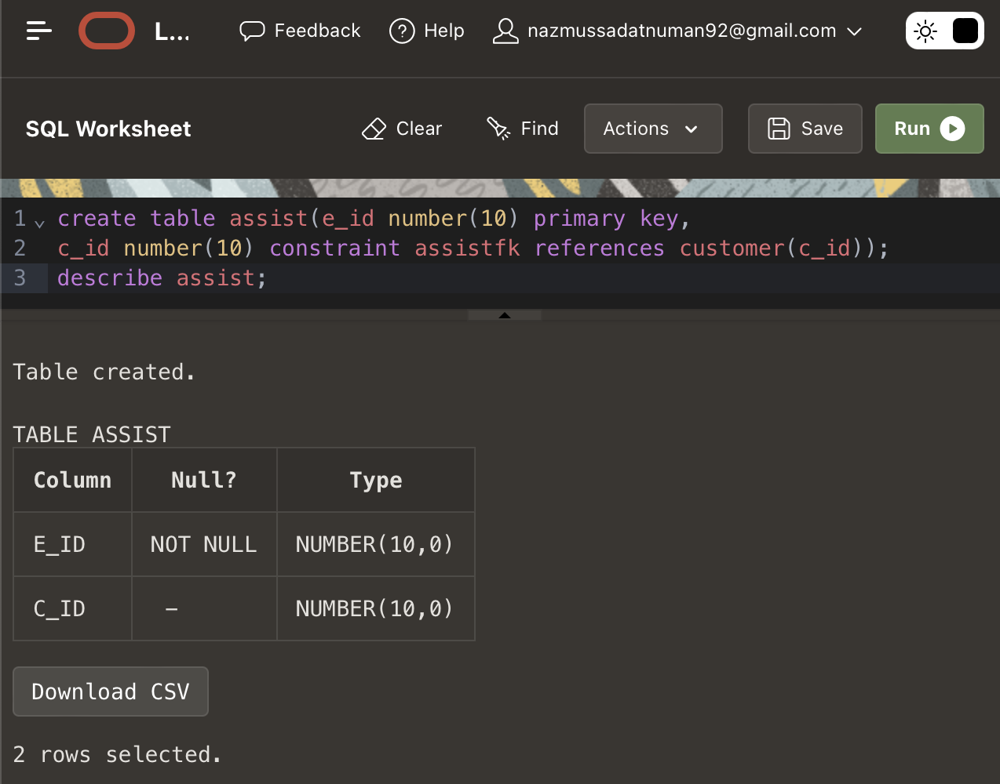 L...
Feedback
Help
nazmussadatnuman92@gmail.com
SQL Worksheet
Clear
Find
Actions
Save
Run
1 create table assist(e_id number(10) primary key,
2 c_id number(10) constraint assistfk references customer(c_id));
3 describe assist;
Table created.
TABLE ASSIST
Column Null? Type
E_ID NOT NULL NUMBER(10,0)
C_ID - NUMBER(10,0)
Download CSV
2 rows selected.